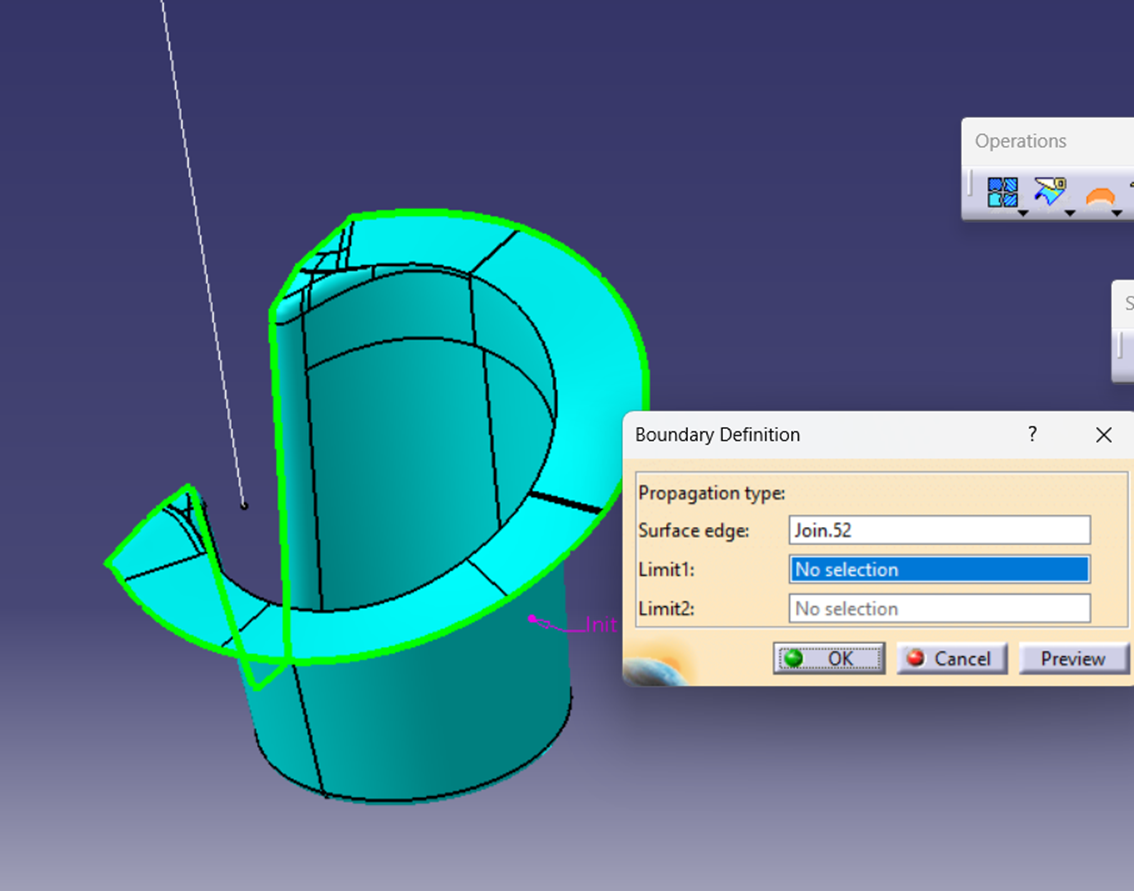 Operations
S
Boundary Definition
?
Propagation type:
Surface edge: Join.52
Limit1: No selection
Limit2: No selection
OK Cancel Preview
Init